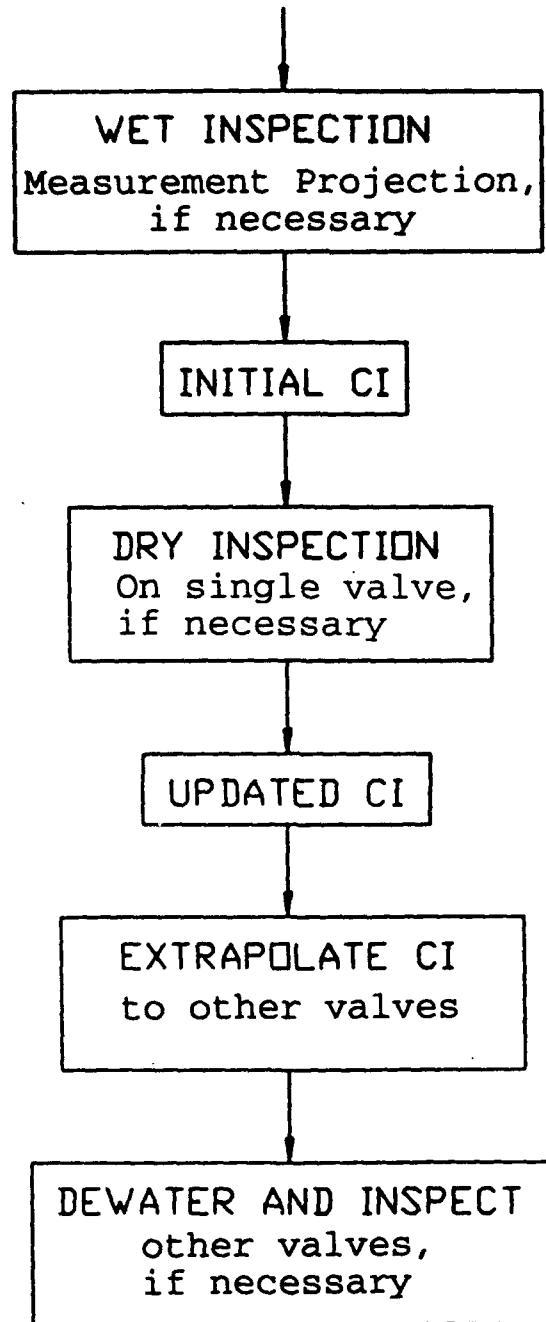 WET INSPECTION
Measurement Projection,
if necessary
INITIAL CI
DRY INSPECTION
On single valve,
if necessary
UPDATED CI
EXTRAPOLATE CI
to other valves
DEWATER AND INSPECT
other valves,
if necessary